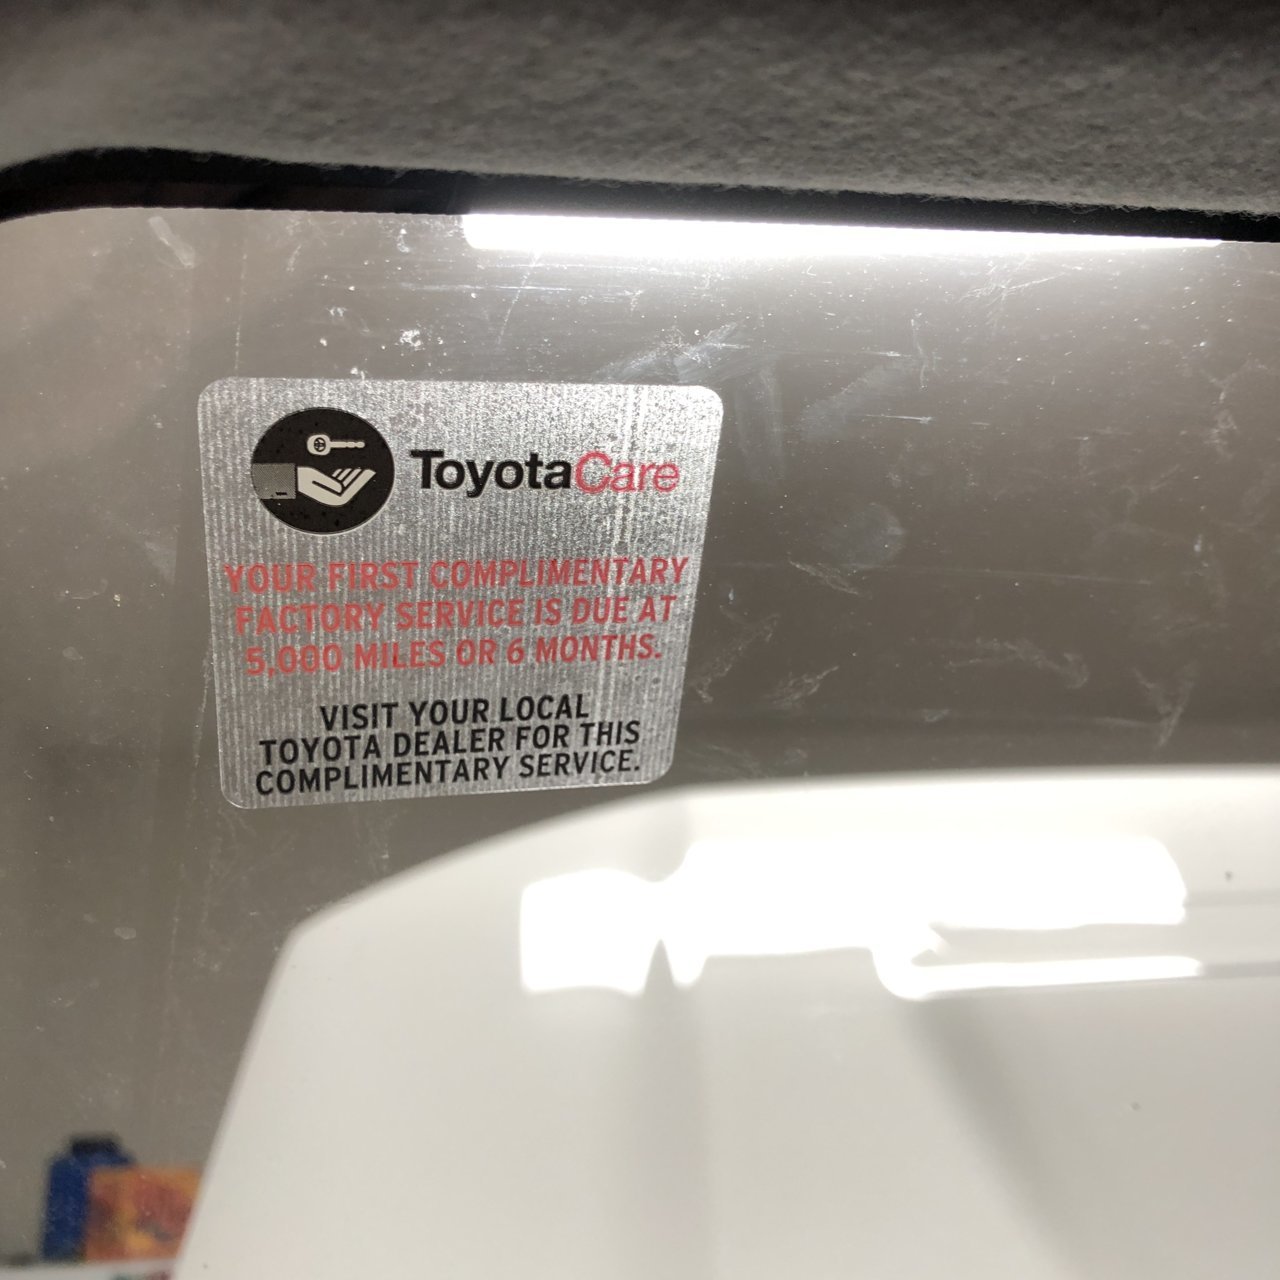 ToyotaCare
YOUR FIRST COMPLIMENTARY
FACTORY SERVICE IS DUE AT
5,000 MILES OR 6 MONTHS.
VISIT YOUR LOCAL
TOYOTA DEALER FOR THIS
COMPLIMENTARY SERVICE.